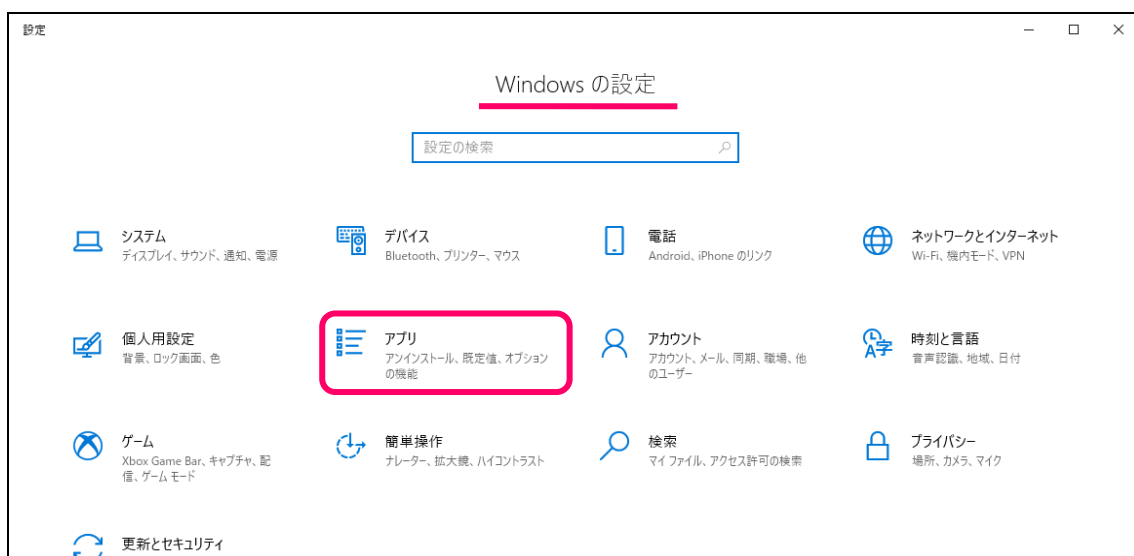 設定
Windows の設定
設定の検索
システム
ディスプレイ、サウンド、通知、電源
デバイス
Bluetooth、プリンター、マウス
電話
Android、iPhone のリンク
ネットワークとインターネット
Wi-Fi、機内モード、VPN
個人用設定
背景、ロック画面、色
アプリ
アンインストール、既定値、オプション
の機能
アカウント
アカウント、メール、同期、職場、他
のユーザー
時刻と言語
音声認識、地域、日付
ゲーム
Xbox Game Bar、キャプチャ、配
信、ゲーム モード
簡単操作
ナレーター、拡大鏡、ハイコントラスト
検索
マイ ファイル、アクセス許可の検索
プライバシー
場所、カメラ、マイク
更新とセキュリティ